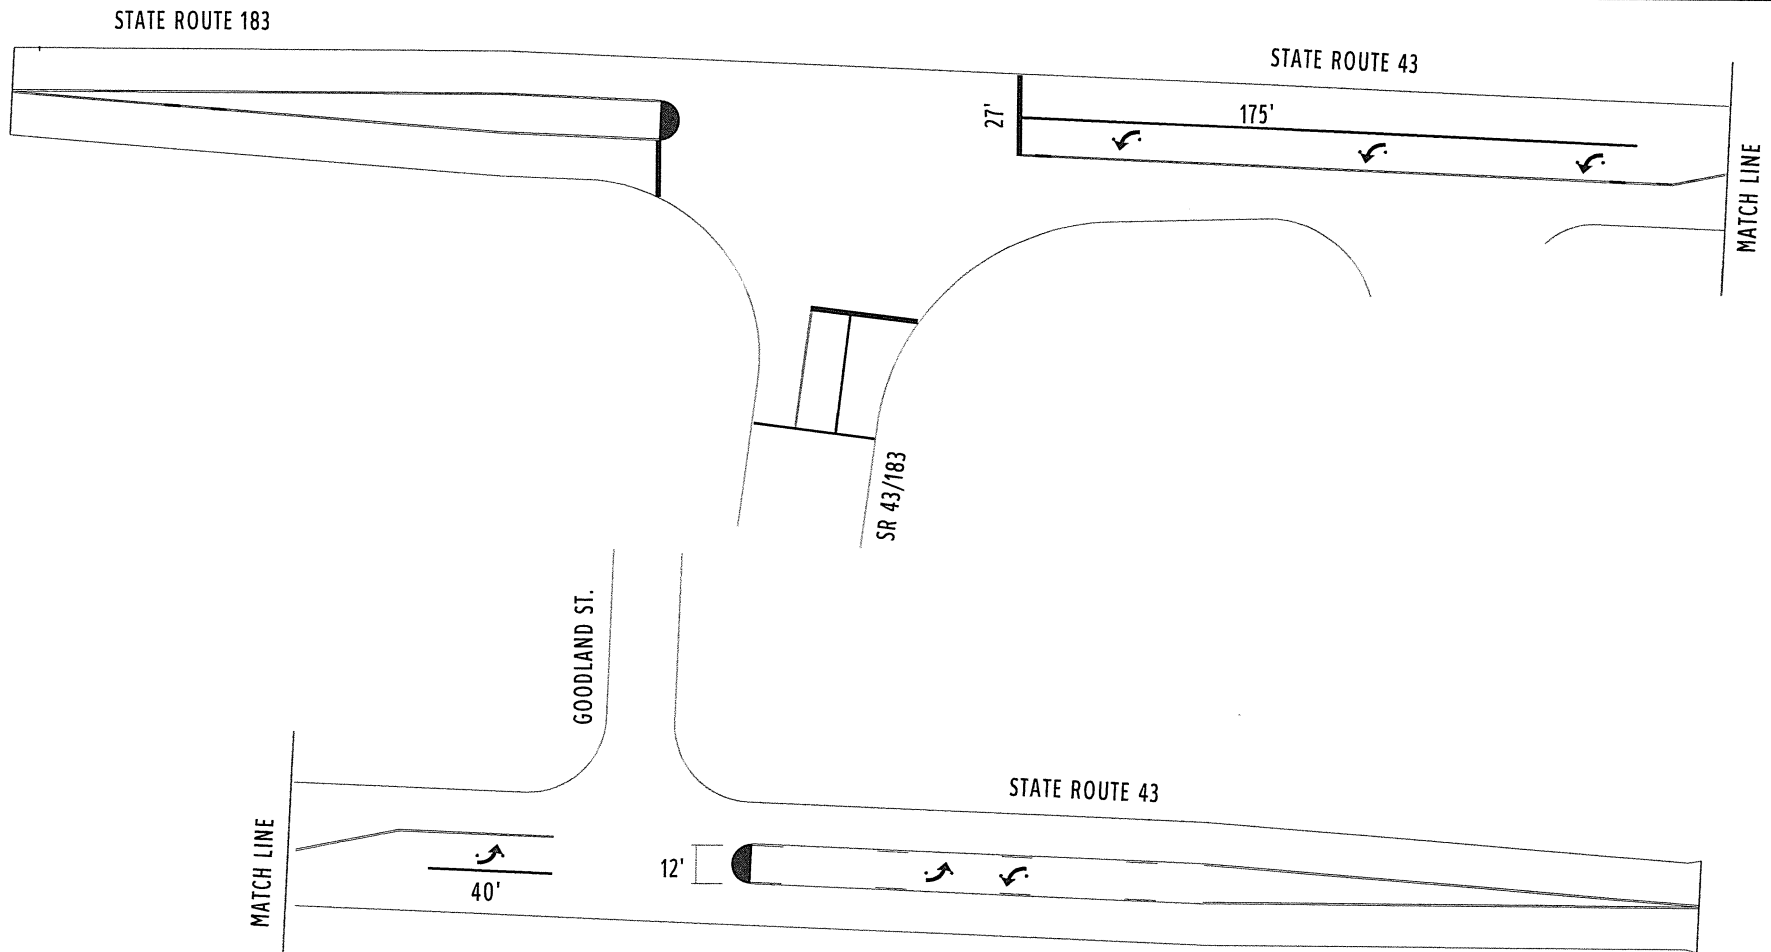 STATE ROUTE 183
STATE ROUTE 43
27'
175'
MATCH LINE
SR 43/183
GOODLAND ST.
STATE ROUTE 43
MATCH LINE
12'
40'